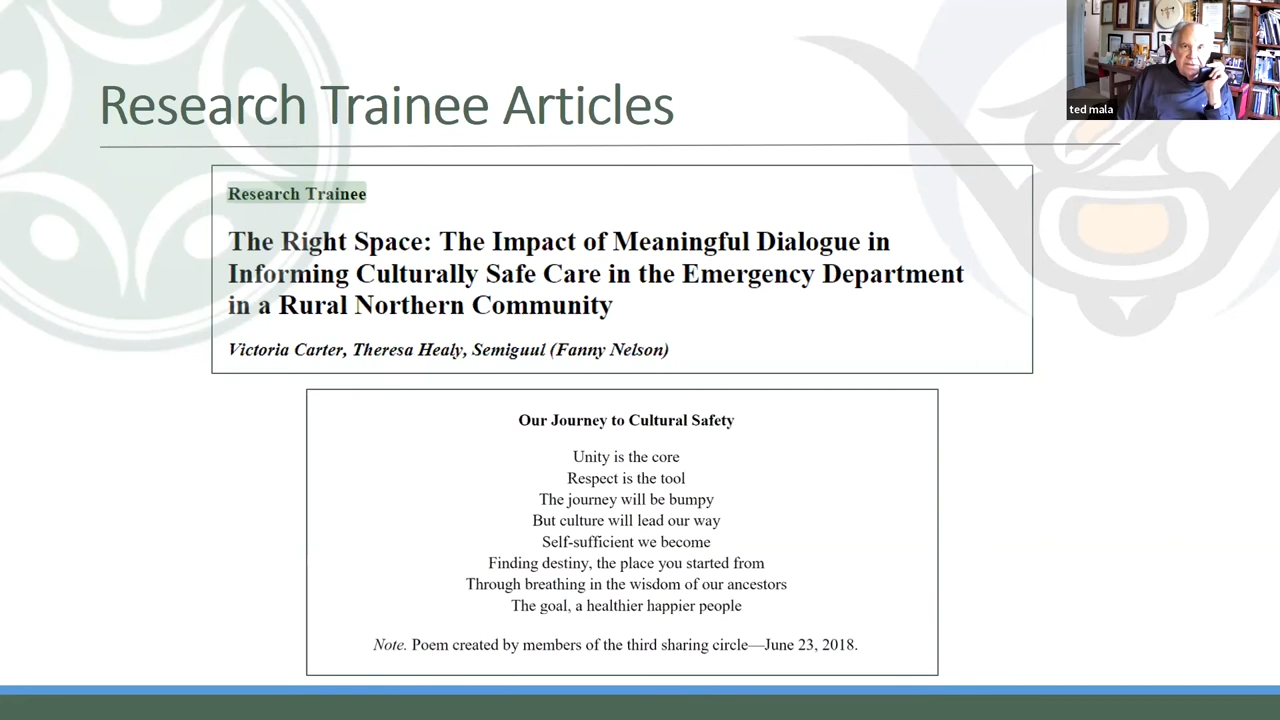 Research Trainee Articles
ted mala
Research Trainee
The Right Space: The Impact of Meaningful Dialogue in
Informing Culturally Safe Care in the Emergency Department
in a Rural Northern Community
Victoria Carter, Theresa Healy, Semiguul (Fanny Nelson)
Our Journey to Cultural Safety
Unity is the core
Respect is the tool
The journey will be bumpy
But culture will lead our way
Self-sufficient we become
Finding destiny, the place you started from
Through breathing in the wisdom of our ancestors
The goal, a healthier happier people
Note. Poem created by members of the third sharing circle—June 23, 2018.